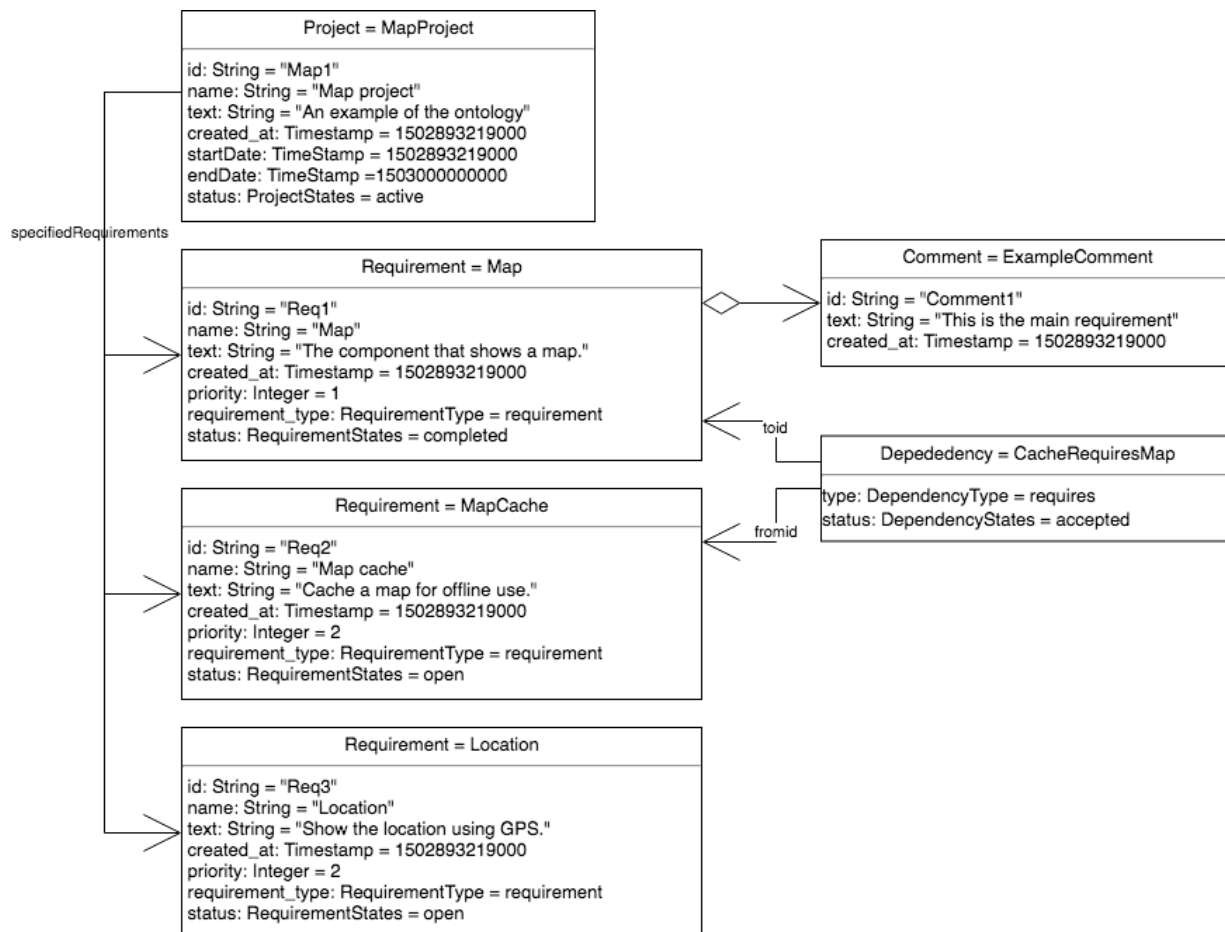 Project = MapProject
id: String = "Map1"
name: String = "Map project"
text: String = "An example of the ontology"
created_at: Timestamp = 1502893219000
startDate: TimeStamp = 1502893219000
endDate: TimeStamp =1503000000000
status: ProjectStates = active
specifiedRequirements
Requirement = Map
id: String = "Req1"
name: String = "Map"
text: String = "The component that shows a map."
created_at: Timestamp = 1502893219000
priority: Integer = 1
requirement_type: RequirementType = requirement
status: RequirementStates = completed
Comment = ExampleComment
id: String = "Comment1"
text: String = "This is the main requirement"
created_at: Timestamp = 1502893219000
toid
Depededency = CacheRequiresMap
type: DependencyType = requires
status: DependencyStates = accepted
fromid
Requirement = MapCache
id: String = "Req2"
name: String = "Map cache"
text: String = "Cache a map for offline use."
created_at: Timestamp = 1502893219000
priority: Integer = 2
requirement_type: RequirementType = requirement
status: RequirementStates = open
Requirement = Location
id: String = "Req3"
name: String = "Location"
text: String = "Show the location using GPS."
created_at: Timestamp = 1502893219000
priority: Integer = 2
requirement_type: RequirementType = requirement
status: RequirementStates = open